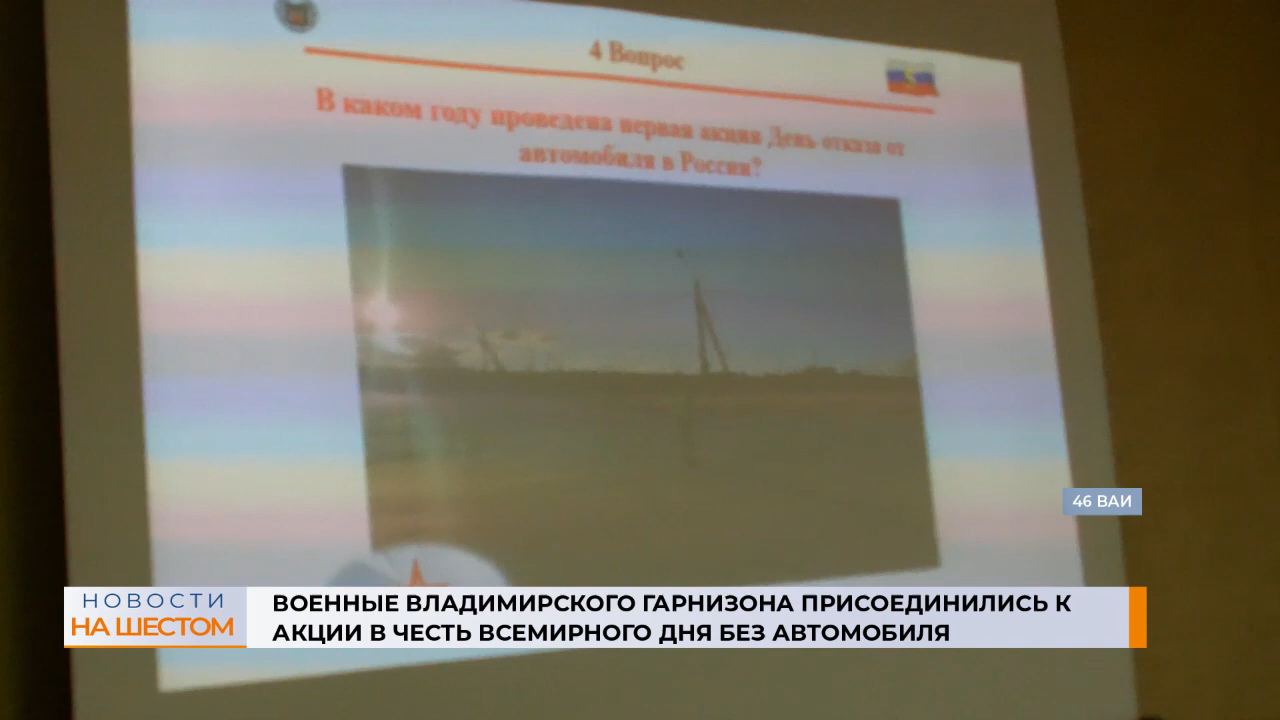 4 Вопрос
В каком году проведена первая акция День отказа от
автомобиля в России?
46 ВАИ
НОВОСТИ
НА ШЕСТОМ
ВОЕННЫЕ ВЛАДИМИРСКОГО ГАРНИЗОНА ПРИСОЕДИНИЛИСЬ К
АКЦИИ В ЧЕСТЬ ВСЕМИРНОГО ДНЯ БЕЗ АВТОМОБИЛЯ